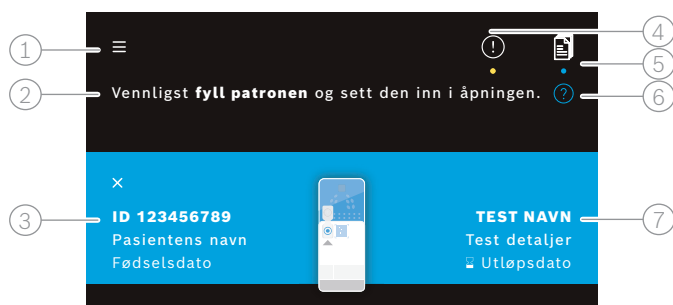 1
4
5
2
Vennligst fyll patronen og sett den inn i åpningen.
6
3
ID 123456789
Pasientens navn
Fødselsdato
TEST NAVN
Test detaljer
Utløpsdato
7